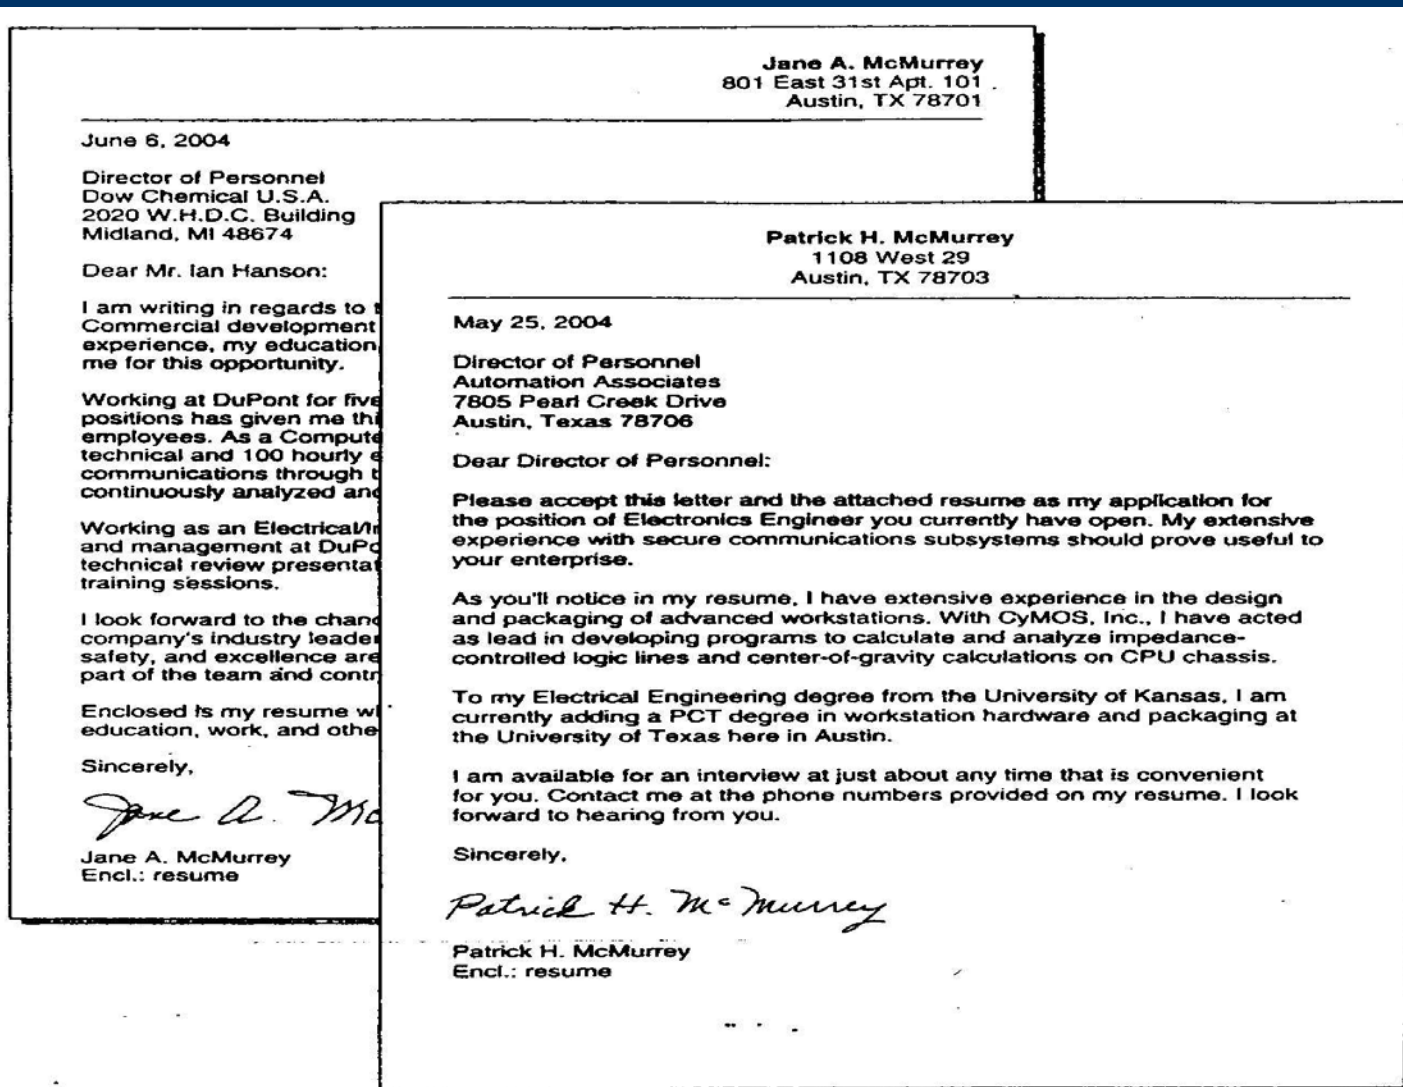 Jane A. McMurrey
801 East 31st Apt. 101
Austin, TX 78701
June 6, 2004
Director of Personnel
Dow Chemical U.S.A.
2020 W.H.D.C. Building
Midland, MI 48674
Dear Mr. Ian Hanson:
I am writing in regards to
Commercial development
experience, my education
me for this opportunity.
Working at DuPont for five
positions has given me
employees. As a
technical and 100 hourly
communications through
continuously analyzed
Working as an
and management at
technical review
training sessions.
I look forward to the
company's industry
safety, and excellence are
part of the team and
Enclosed is my resume
education, work, and
Sincerely,
Jane A.
Jane A. McMurrey
Encl.: resume
Patrick H. McMurrey
1108 West 29
Austin, TX 78703
May 25, 2004
Director of Personnel
Automation Associates
7805 Pearl Creek Drive
Austin, Texas 78706
Dear Director of Personnel:
Please accept this letter and the attached resume as my application for
the position of Electronics Engineer you currently have open. My extensive
experience with secure communications subsystems should prove useful to
your enterprise.
As you'll notice in my resume, I have extensive experience in the design
and packaging of advanced workstations. With CyMOS, Inc., I have acted
as lead in developing programs to calculate and analyze impedance-
controlled logic lines and center-of-gravity calculations on CPU chassis.
To my Electrical Engineering degree from the University of Kansas, I am
currently adding a PCT degree in workstation hardware and packaging at
the University of Texas here in Austin.
I am available for an interview at just about any time that is convenient
for you. Contact me at the phone numbers provided on my resume. I look
forward to hearing from you.
Sincerely,
Patrick H. McMurrey
Patrick H. McMurrey
Encl.: resume